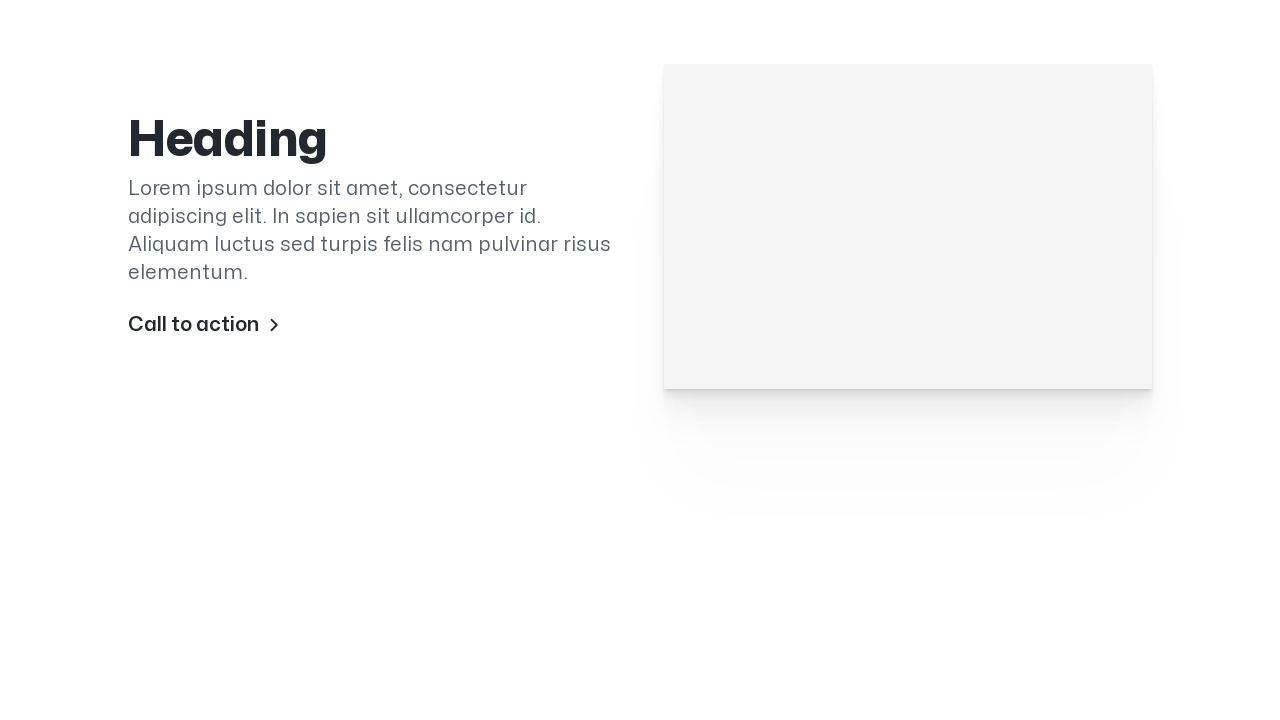 Heading
Lorem ipsum dolor sit amet, consectetur
adipiscing elit. In sapien sit ullamcorper id.
Aliquam luctus sed turpis felis nam pulvinar risus
elementum.
Call to action